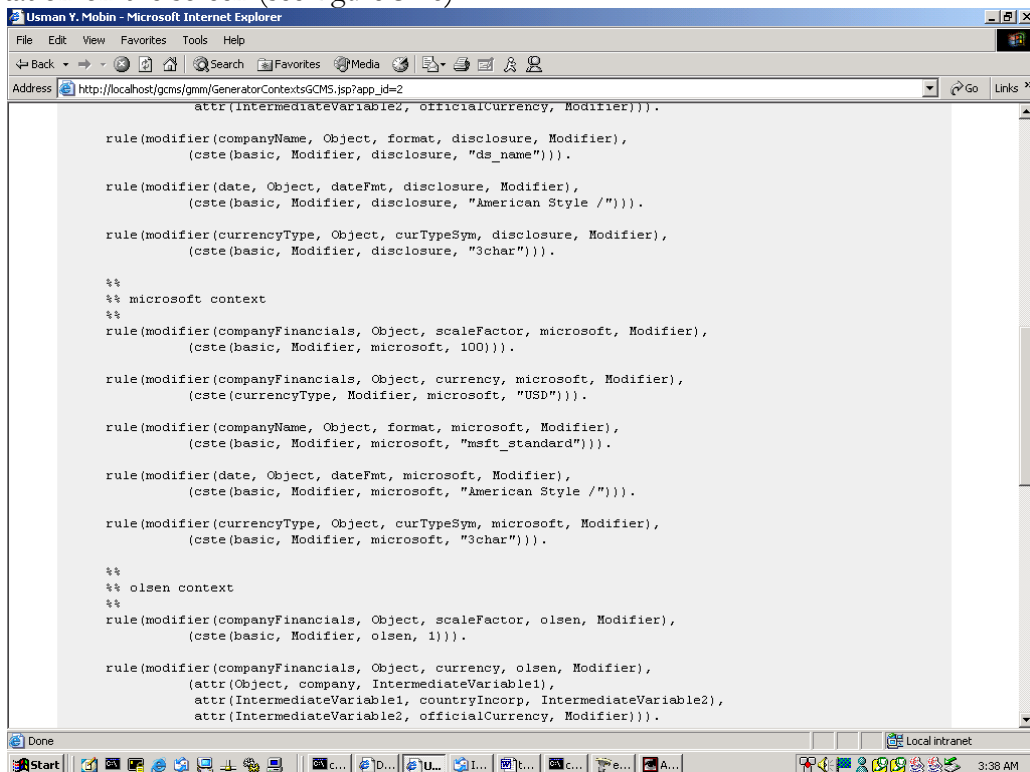 Usman Y. Mobin - Microsoft Internet Explorer
File Edit View Favorites Tools Help
Back Search Favorites Media
Address http://localhost/gcms/gmm/GeneratorContextsGCMS.jsp?app_id=2 Go Links »
attr(IntermediateVariable2, officialCurrency, Modifier))).
rule(modifier(companyName, Object, format, disclosure, Modifier),
(cste(basic, Modifier, disclosure, "ds_name"))).
rule(modifier(date, Object, dateFmt, disclosure, Modifier),
(cste(basic, Modifier, disclosure, "American Style /"))).
rule(modifier(currencyType, Object, curTypeSym, disclosure, Modifier),
(cste(basic, Modifier, disclosure, "3char"))).
%%
%% microsoft context
%%
rule(modifier(companyFinancials, Object, scaleFactor, microsoft, Modifier),
(cste(basic, Modifier, microsoft, 100))).
rule(modifier(companyFinancials, Object, currency, microsoft, Modifier),
(cste(currencyType, Modifier, microsoft, "USD"))).
rule(modifier(companyName, Object, format, microsoft, Modifier),
(cste(basic, Modifier, microsoft, "msft_standard"))).
rule(modifier(date, Object, dateFmt, microsoft, Modifier),
(cste(basic, Modifier, microsoft, "American Style /"))).
rule(modifier(currencyType, Object, curTypeSym, microsoft, Modifier),
(cste(basic, Modifier, microsoft, "3char"))).
%%
%% olsen context
%%
rule(modifier(companyFinancials, Object, scaleFactor, olsen, Modifier),
(cste(basic, Modifier, olsen, 1))).
rule(modifier(companyFinancials, Object, currency, olsen, Modifier),
(attr(Object, company, IntermediateVariable1),
attr(IntermediateVariable1, countryIncorp, IntermediateVariable2),
attr(IntermediateVariable2, officialCurrency, Modifier))).
Done Local intranet
Start c... D... U... I... t... c... e... A... 3:38 AM